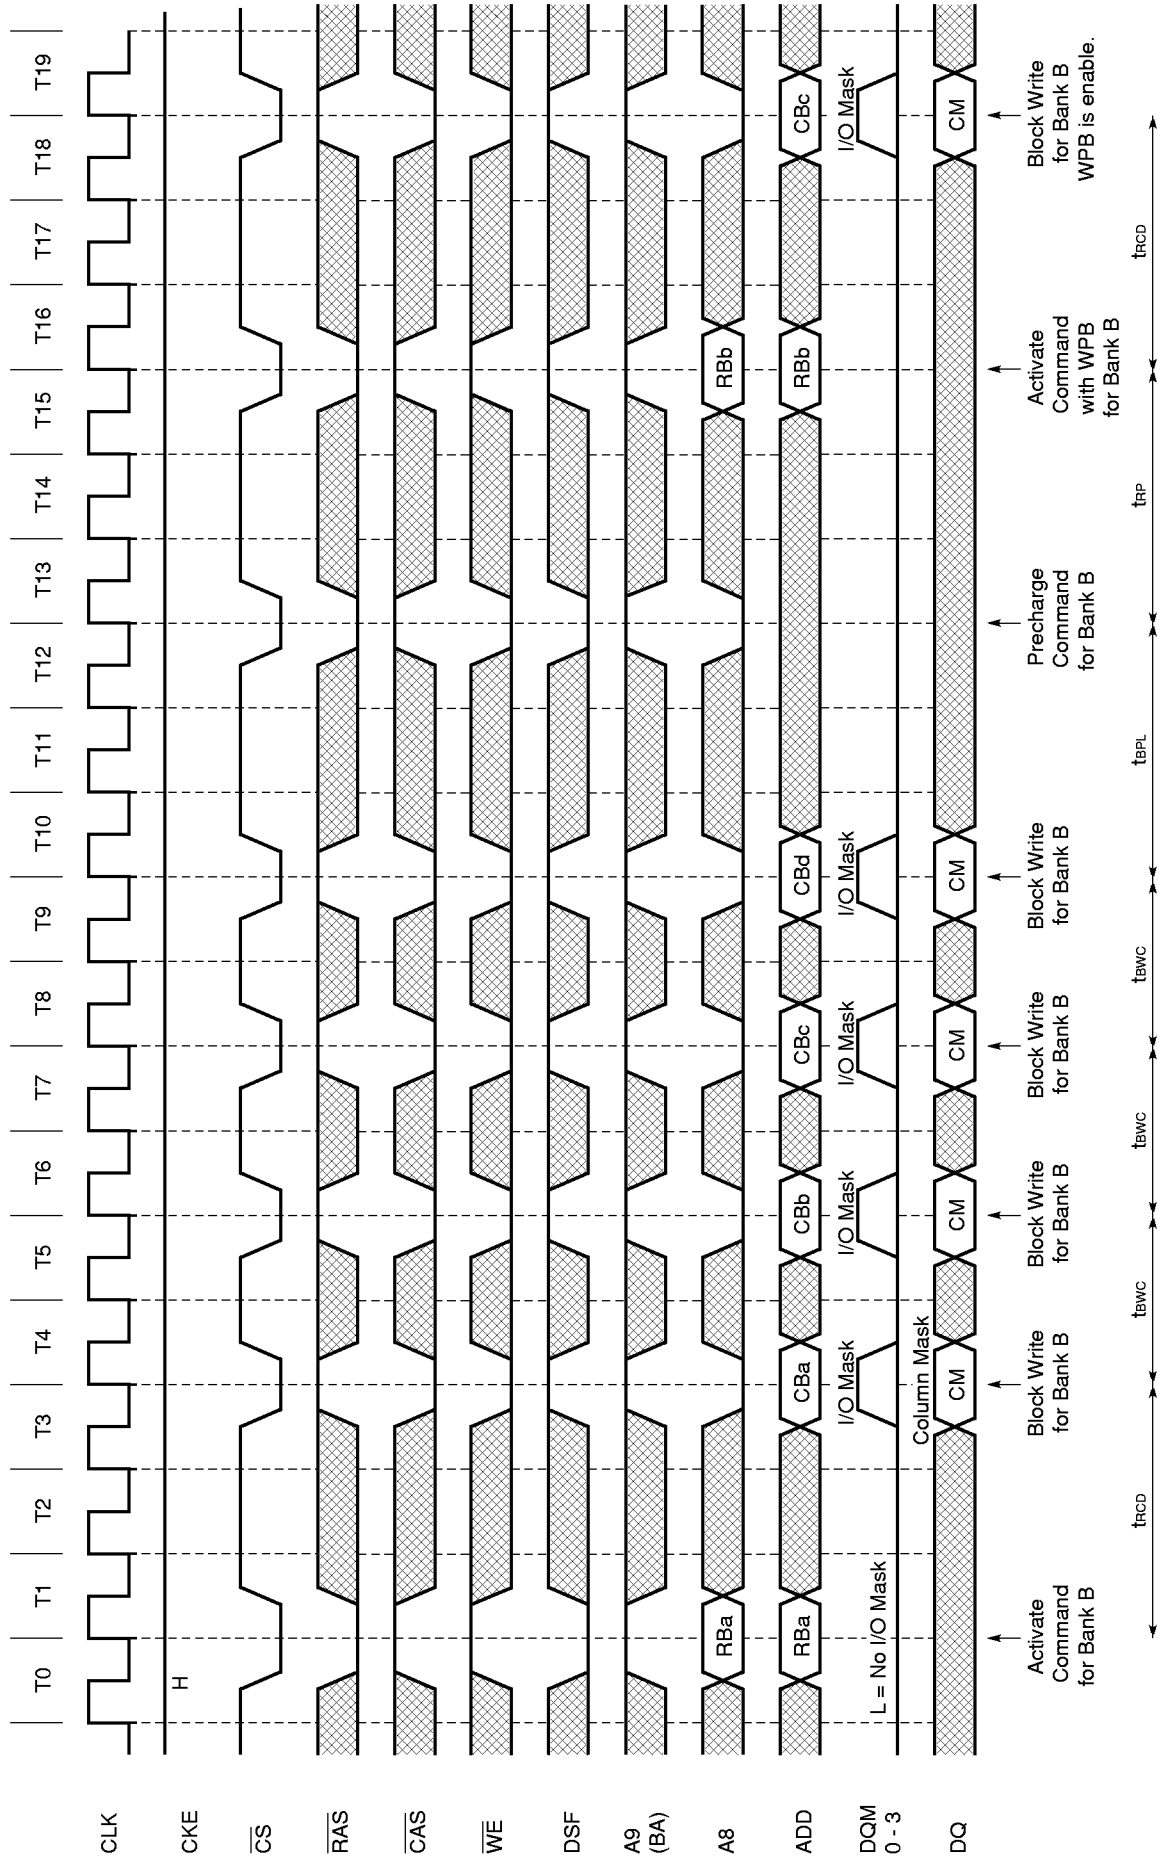 T0 T1 T2 T3 T4 T5 T6 T7 T8 T9 T10 T11 T12 T13 T14 T15 T16 T17 T18 T19
CLK
CKE
H
CS
RAS
CAS
WE
DSF
A9
(BA)
A8
RBa RBb
ADD
RBa CBa CBb CBc CBd RBb CBc
DQM
0 - 3
L = No I/O Mask
I/O Mask I/O Mask I/O Mask I/O Mask I/O Mask
Column Mask
DQ
CM CM CM CM CM CM
Activate
Command
for Bank B
Block Write
for Bank B
Block Write
for Bank B
Block Write
for Bank B
Block Write
for Bank B
Precharge
Command
for Bank B
Activate
Command
with WPB
for Bank B
Block Write
for Bank B
WPB is enable.
tRCD tBWC tBWC tBWC tBPL tRP tRCD